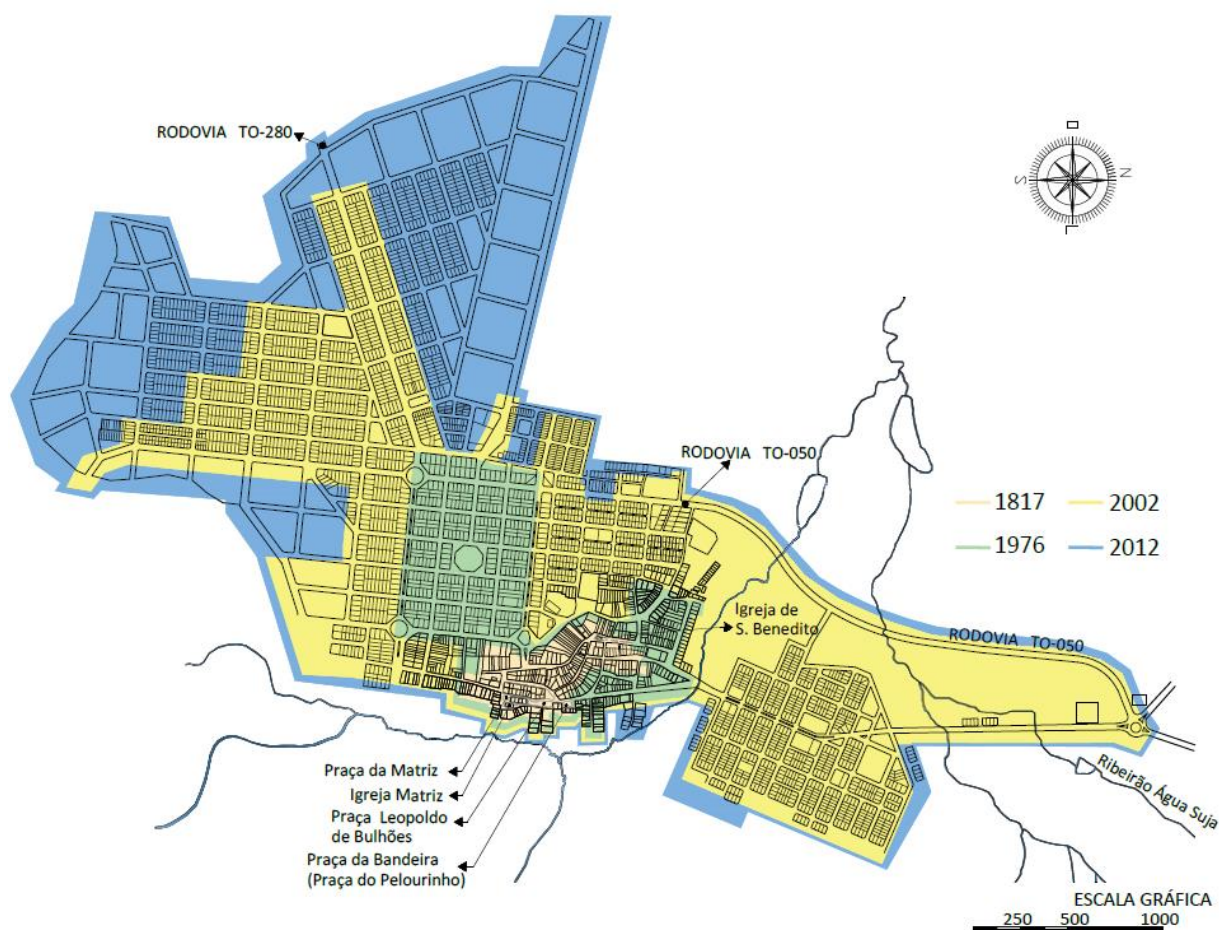 RODOVIA TO-280
O
S
N
L
RODOVIA TO-050
1817
2002
1976
2012
Igreja de
S. Benedito
RODOVIA TO-050
Praça da Matriz
Igreja Matriz
Praça Leopoldo
de Bulhões
Praça da Bandeira
(Praça do Pelourinho)
Ribeirão Água Suja
ESCALA GRÁFICA
250 500 1000